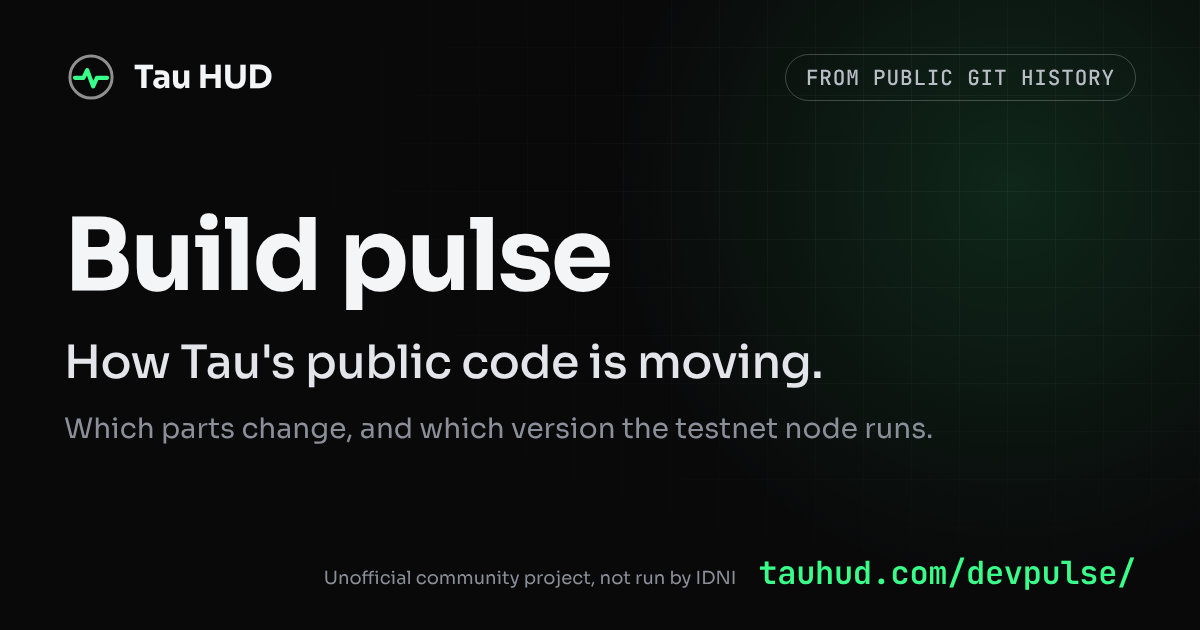 Tau HUD
FROM PUBLIC GIT HISTORY
Build pulse
How Tau's public code is moving.
Which parts change, and which version the testnet node runs.
Unofficial community project, not run by IDNI
tauhud.com/devpulse/